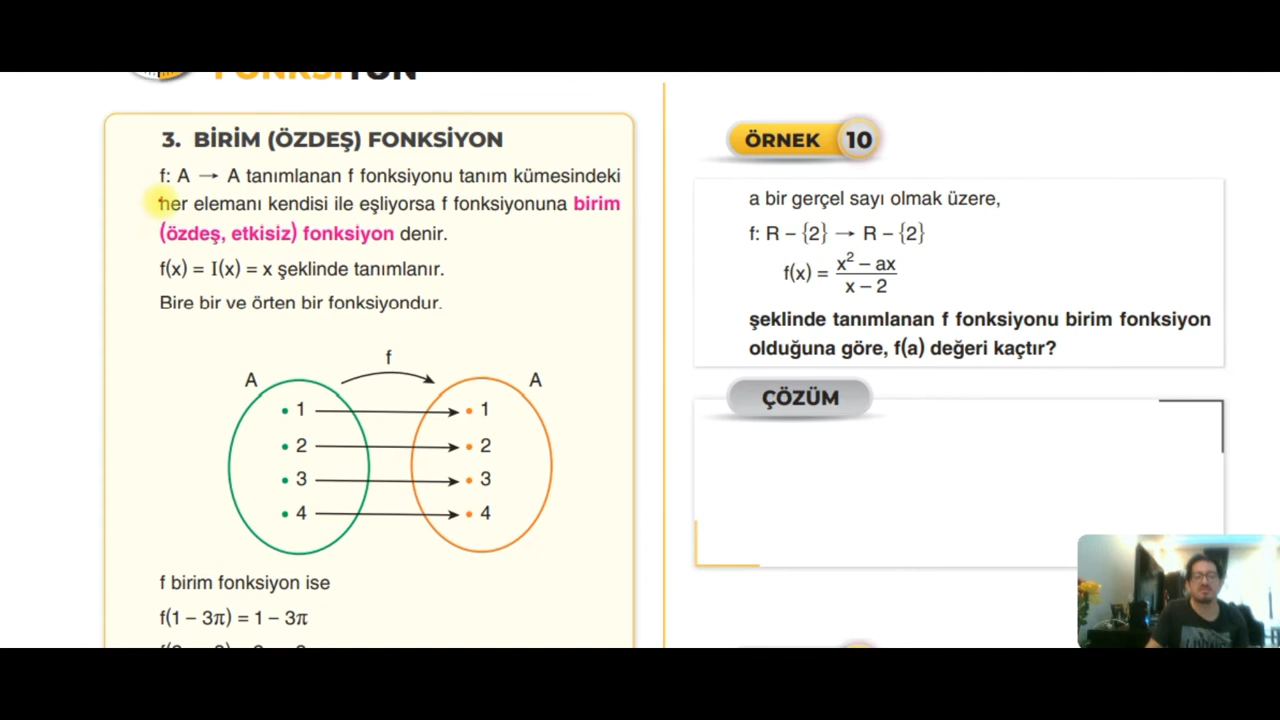 FONKSİYON
3. BİRİM (ÖZDEŞ) FONKSİYON
f: A → A tanımlanan f fonksiyonu tanım kümesindeki
her elemanı kendisi ile eşliyorsa f fonksiyonuna birim
(özdeş, etkisiz) fonksiyon denir.
f(x) = I(x) = x şeklinde tanımlanır.
Bire bir ve örten bir fonksiyondur.
f
A A
1 1
2 2
3 3
4 4
f birim fonksiyon ise
f(1 – 3π) = 1 – 3π
ÖRNEK 10
a bir gerçel sayı olmak üzere,
f: R – {2} → R – {2}
f(x) = (x² – ax)/(x – 2)
şeklinde tanımlanan f fonksiyonu birim fonksiyon
olduğuna göre, f(a) değeri kaçtır?
ÇÖZÜM